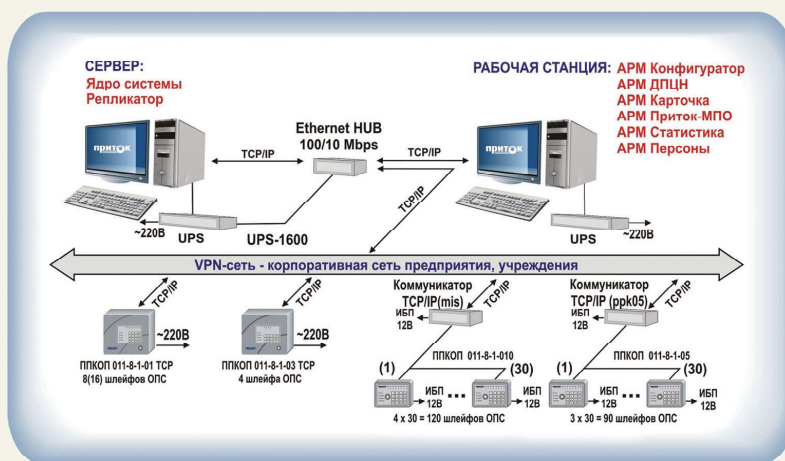 СЕРВЕР:
Ядро системы
Репликатор
РАБОЧАЯ СТАНЦИЯ:
АРМ Конфигуратор
АРМ ДПЦН
АРМ Карточка
АРМ Приток-МПО
АРМ Статистика
АРМ Персоны
Ethernet HUB
100/10 Mbps
ПРИТОК
ПРИТОК
TCP/IP
TCP/IP
TCP/IP
~220В
UPS
UPS-1600
UPS
~220В
VPN-сеть - корпоративная сеть предприятия, учреждения
TCP/IP
TCP/IP
Коммуникатор
TCP/IP(mis)
TCP/IP
Коммуникатор
TCP/IP (ppk05)
TCP/IP
~220В
~220В
ИБП
12В
ИБП
12В
ППКОП 011-8-1-01 TCP
8(16) шлейфов ОПС
ППКОП 011-8-1-03 TCP
4 шлейфа ОПС
(1)
ППКОП 011-8-1-010
(30)
(1)
ППКОП 011-8-1-05
(30)
ИБП
12В
...
ИБП
12В
ИБП
12В
...
ИБП
12В
4 x 30 = 120 шлейфов ОПС
3 x 30 = 90 шлейфов ОПС